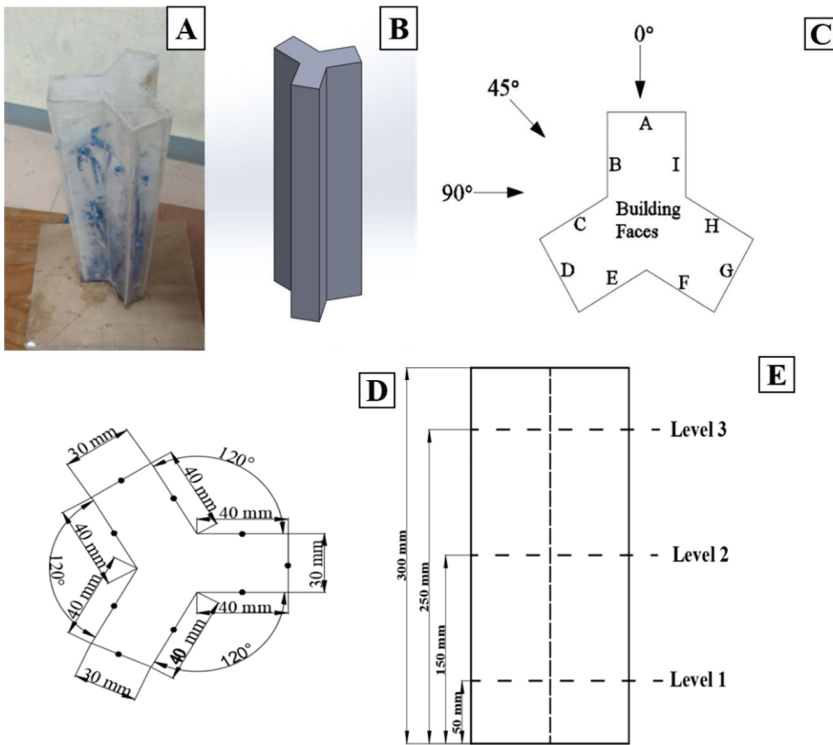 A
B
C
0°
45°
90°
A
B
I
Building
Faces
C
H
D
G
E
F
D
30 mm
120°
40 mm
40 mm
40 mm
30 mm
120°
40 mm
40 mm
40 mm
120°
30 mm
E
300 mm
250 mm
150 mm
50 mm
Level 3
Level 2
Level 1